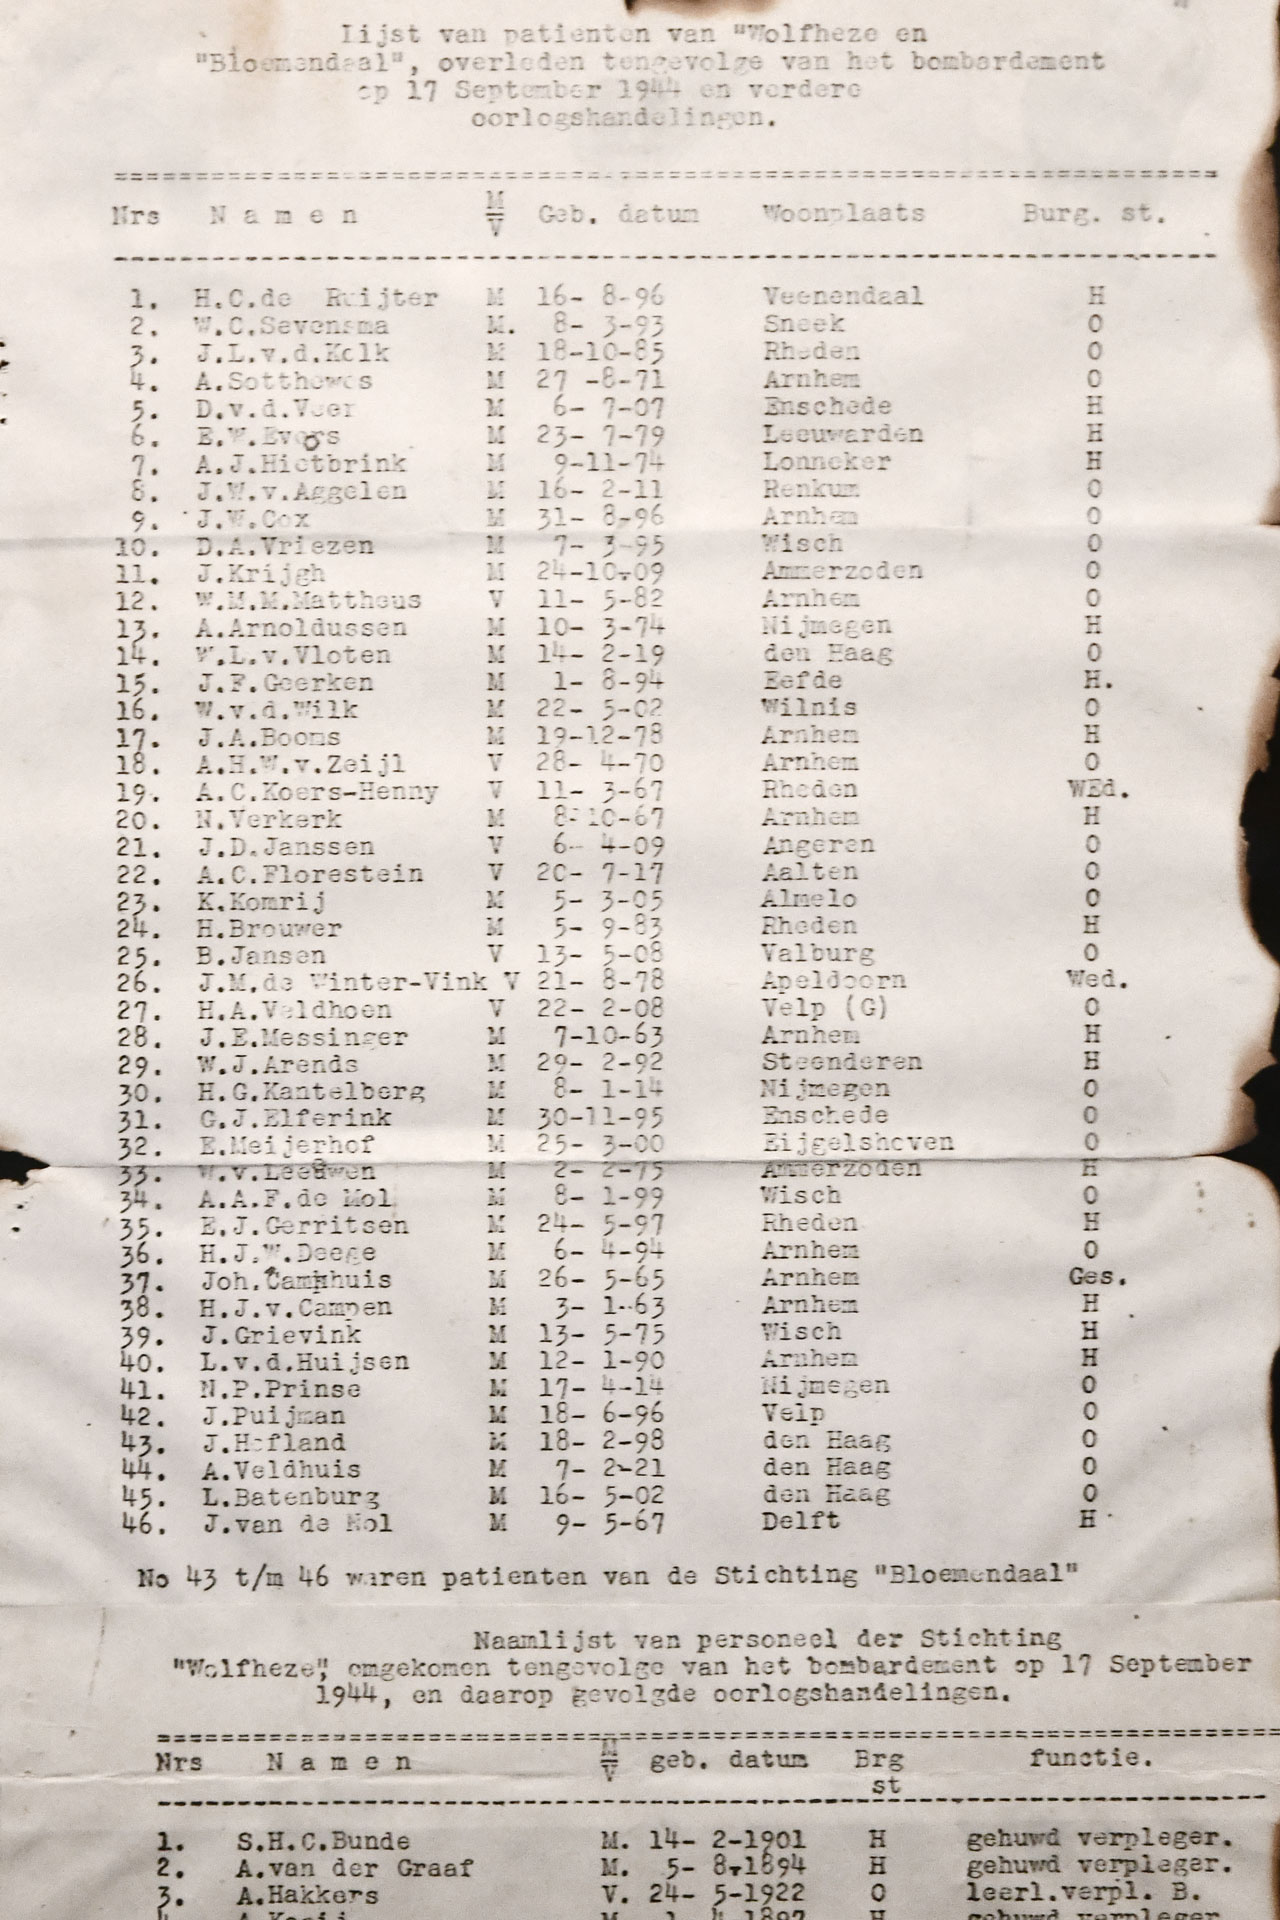 Lijst van patienten van "Wolfheze en
"Bloemendaal", overleden tengevolge van het bombardement
op 17 September 1944 en verdere
oorlogshandelingen.
Nrs N a m e n M/V Geb. datum Woonplaats Burg. st.
1. H.C.de Ruijter M 16- 8-96 Veenendaal H
2. W.C.Sevensma M. 8- 3-93 Sneek O
3. J.L.v.d.Kolk M 18-10-85 Rheden O
4. A.Sotthewes M 27 -8-71 Arnhem O
5. D.v.d.Veer M 6- 7-07 Enschede H
6. E.W.Evers M 23- 7-79 Leeuwarden H
7. A.J.Hietbrink M 9-11-74 Lonneker H
8. J.W.v.Aggelen M 16- 2-11 Renkum O
9. J.W.Cox M 31- 8-96 Arnhem O
10. D.A.Vriezen M 7- 3-95 Wisch O
11. J.Krijgh M 24-10-09 Ammerzoden O
12. W.M.M.Mattheus V 11- 5-82 Arnhem O
13. A.Arnoldussen M 10- 3-74 Nijmegen H
14. W.L.v.Vloten M 14- 2-19 den Haag O
15. J.F.Geerken M 1- 8-94 Eefde H.
16. W.v.d.Wilk M 22- 5-02 Wilnis O
17. J.A.Booms M 19-12-78 Arnhem H
18. A.H.W.v.Zeijl V 28- 4-70 Arnhem O
19. A.C.Koers-Henny V 11- 3-67 Rheden WEd.
20. N.Verkerk M 8-10-67 Arnhem H
21. J.D.Janssen V 6- 4-09 Angeren O
22. A.C.Florestein V 20- 7-17 Aalten O
23. K.Komrij M 5- 3-05 Almelo O
24. H.Brouwer M 5- 9-83 Rheden H
25. B.Jansen V 13- 5-08 Valburg O
26. J.M.de Winter-Vink V 21- 8-78 Apeldoorn Wed.
27. H.A.Veldhoen V 22- 2-08 Velp (G) O
28. J.E.Messinger M 7-10-63 Arnhem H
29. W.J.Arends M 29- 2-92 Steenderen H
30. H.G.Kantelberg M 8- 1-14 Nijmegen O
31. G.J.Elferink M 30-11-95 Enschede O
32. E.Meijerhof M 25- 3-00 Eijgelshoven O
33. W.v.Leeuwen M 2- 2-75 Ammerzoden H
34. A.A.F.de Mol M 8- 1-99 Wisch O
35. E.J.Gerritsen M 24- 5-97 Rheden H
36. H.J.W.Deege M 6- 4-94 Arnhem O
37. Joh.Camphuis M 26- 5-65 Arnhem Ges.
38. H.J.v.Campen M 3- 1-63 Arnhem H
39. J.Grievink M 13- 5-75 Wisch H
40. L.v.d.Huijsen M 12- 1-90 Arnhem H
41. N.P.Prinse M 17- 4-14 Nijmegen O
42. J.Puijman M 18- 6-96 Velp O
43. J.Hofland M 18- 2-98 den Haag O
44. A.Veldhuis M 7- 2-21 den Haag O
45. L.Batenburg M 16- 5-02 den Haag O
46. J.van de Mol M 9- 5-67 Delft H
No 43 t/m 46 waren patienten van de Stichting "Bloemendaal"
Naamlijst van personeel der Stichting
"Wolfheze", omgekomen tengevolge van het bombardement op 17 September
1944, en daarop gevolgde oorlogshandelingen.
Nrs N a m e n M/V geb. datum Brg functie.
st
1. S.H.C.Bunde M. 14- 2-1901 H gehuwd verpleger.
2. A.van der Graaf M. 5- 8-1894 H gehuwd verpleger.
3. A.Hakkers V. 24- 5-1922 O leerl.verpl. B.